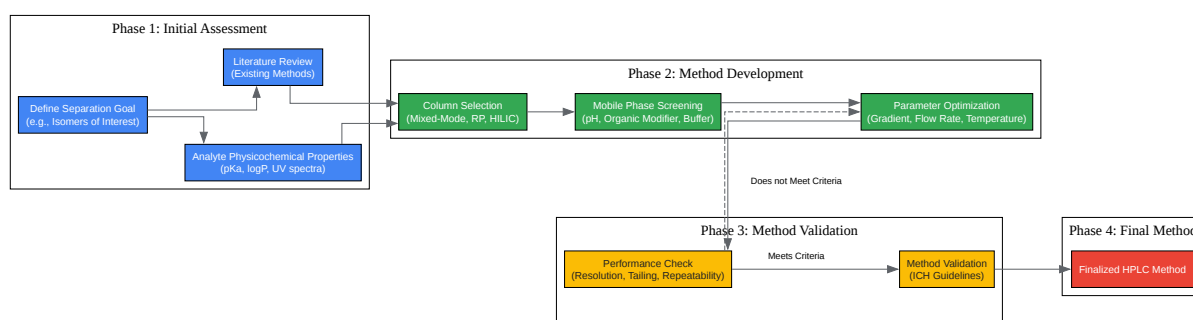 Phase 1: Initial Assessment
Literature Review
(Existing Methods)
Define Separation Goal
(e.g., Isomers of Interest)
Analyte Physicochemical Properties
(pKa, logP, UV spectra)
Phase 2: Method Development
Column Selection
(Mixed-Mode, RP, HILIC)
Mobile Phase Screening
(pH, Organic Modifier, Buffer)
Parameter Optimization
(Gradient, Flow Rate, Temperature)
Does not Meet Criteria
Phase 3: Method Validation
Performance Check
(Resolution, Tailing, Repeatability)
Meets Criteria
Method Validation
(ICH Guidelines)
Phase 4: Final Method
Finalized HPLC Method